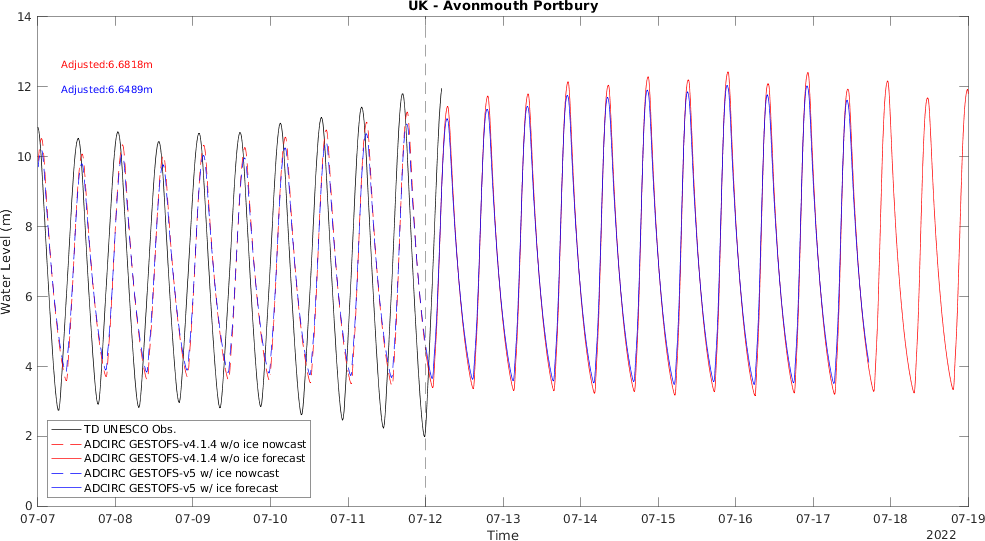 UK - Avonmouth Portbury
14
12
10
8
6
4
2
0
Water Level (m)
Adjusted:6.6818m
Adjusted:6.6489m
TD UNESCO Obs.
ADCIRC GESTOFS-v4.1.4 w/o ice nowcast
ADCIRC GESTOFS-v4.1.4 w/o ice forecast
ADCIRC GESTOFS-v5 w/ ice nowcast
ADCIRC GESTOFS-v5 w/ ice forecast
07-07 07-08 07-09 07-10 07-11 07-12 07-13 07-14 07-15 07-16 07-17 07-18 07-19
Time
2022